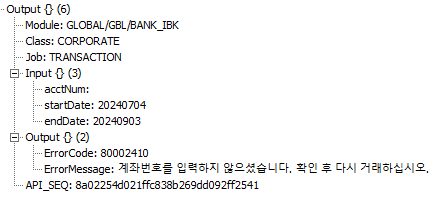 Output {} (6)
Module: GLOBAL/GBL/BANK_IBK
Class: CORPORATE
Job: TRANSACTION
Input {} (3)
acctNum:
startDate: 20240704
endDate: 20240903
Output {} (2)
ErrorCode: 80002410
ErrorMessage: 계좌번호를 입력하지 않으셨습니다. 확인 후 다시 거래하십시오.
API_SEQ: 8a02254d021ffc838b269dd092ff2541